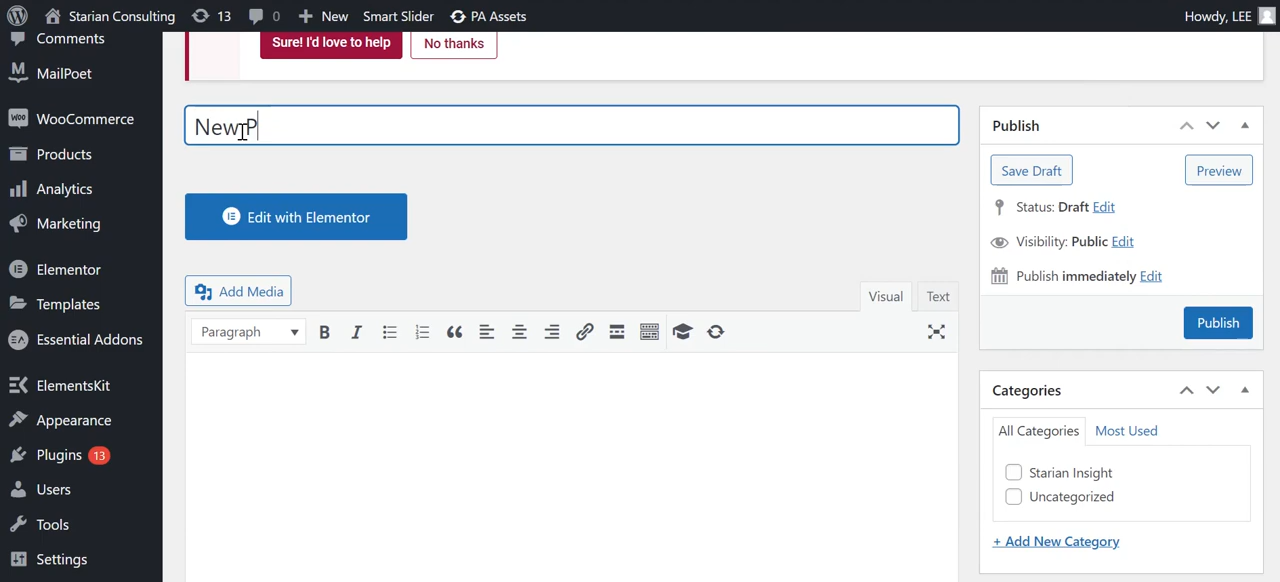 Starian Consulting 13 0 New Smart Slider PA Assets Howdy, LEE
Comments
MailPoet
WooCommerce
Products
Analytics
Marketing
Elementor
Templates
Essential Addons
ElementsKit
Appearance
Plugins 13
Users
Tools
Settings
Sure! I'd love to help No thanks
New P
Edit with Elementor
Add Media
Visual Text
Paragraph
Publish
Save Draft Preview
Status: Draft Edit
Visibility: Public Edit
Publish immediately Edit
Publish
Categories
All Categories Most Used
Starian Insight
Uncategorized
+ Add New Category